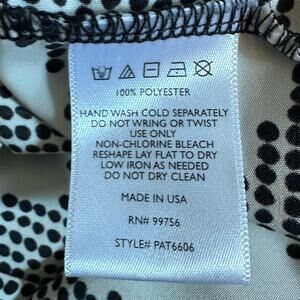 100% POLYESTER
HAND WASH COLD SEPARATELY
DO NOT WRING OR TWIST
USE ONLY
NON-CHLORINE BLEACH
RESHAPE LAY FLAT TO DRY
LOW IRON AS NEEDED
DO NOT DRY CLEAN
MADE IN USA
RN# 99756
STYLE# PAT6606